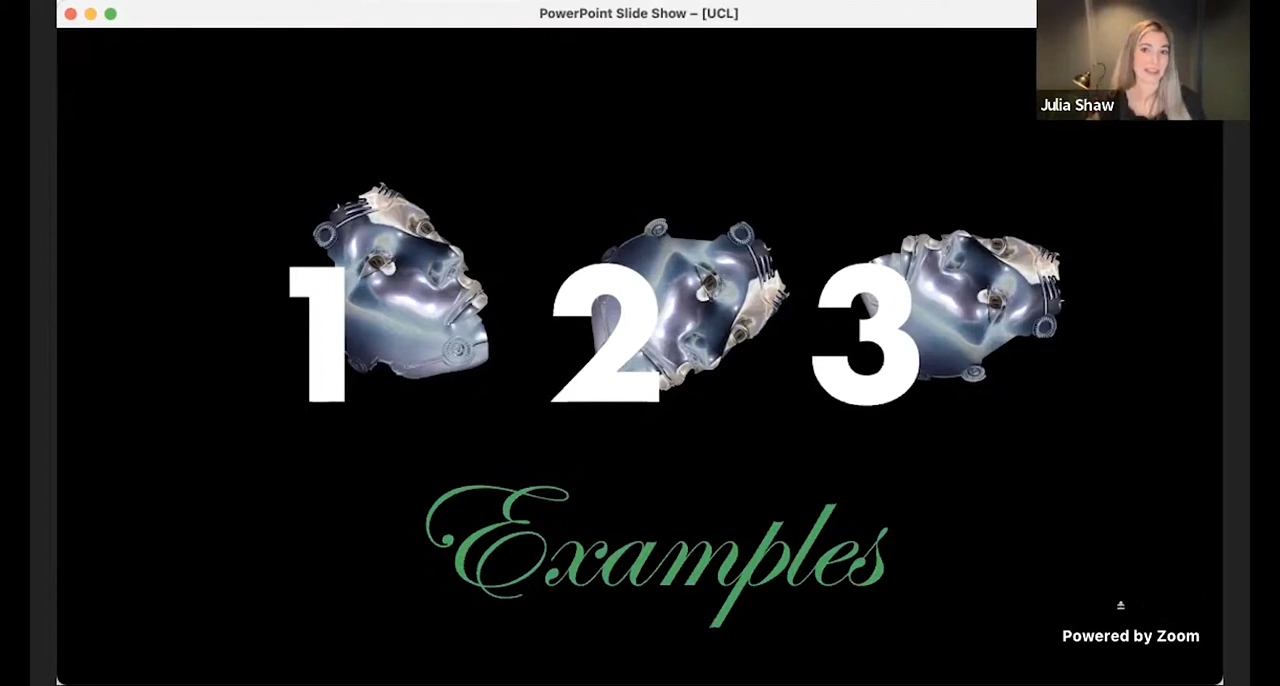 PowerPoint Slide Show – [UCL]
Julia Shaw
1 2 3
Examples
Powered by Zoom